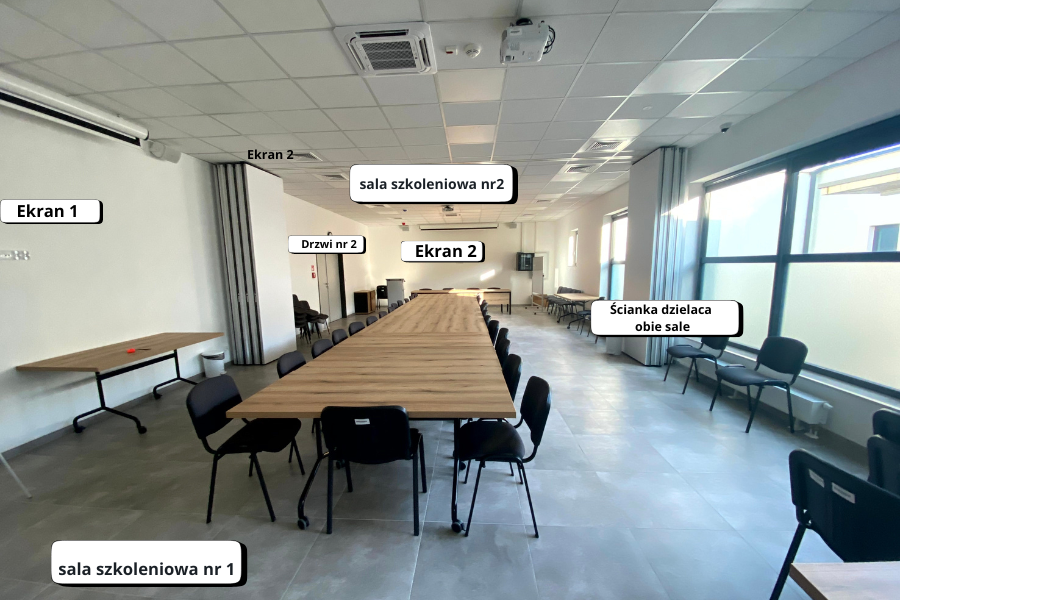 Ekran 2
sala szkoleniowa nr2
Ekran 1
Drzwi nr 2
Ekran 2
Ścianka dzielaca
obie sale
sala szkoleniowa nr 1